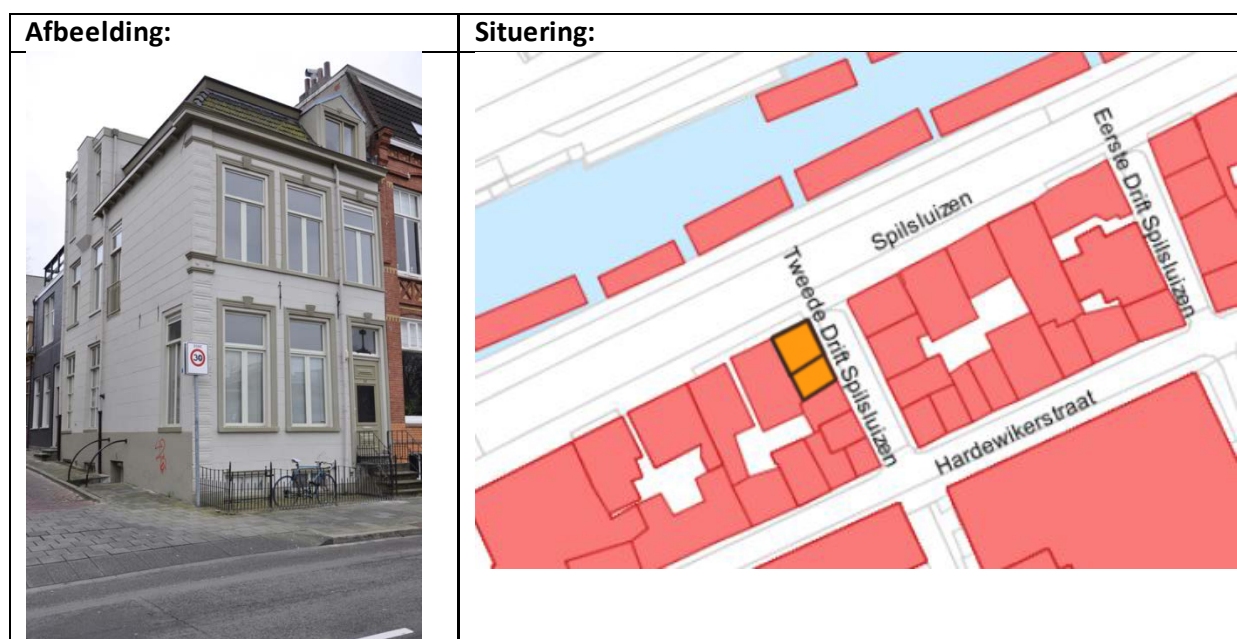 Afbeelding:
Situering:
30
Spilsluizen
Eerste Drift Spilsluizen
Tweede Drift Spilsluizen
Hardewikerstraat